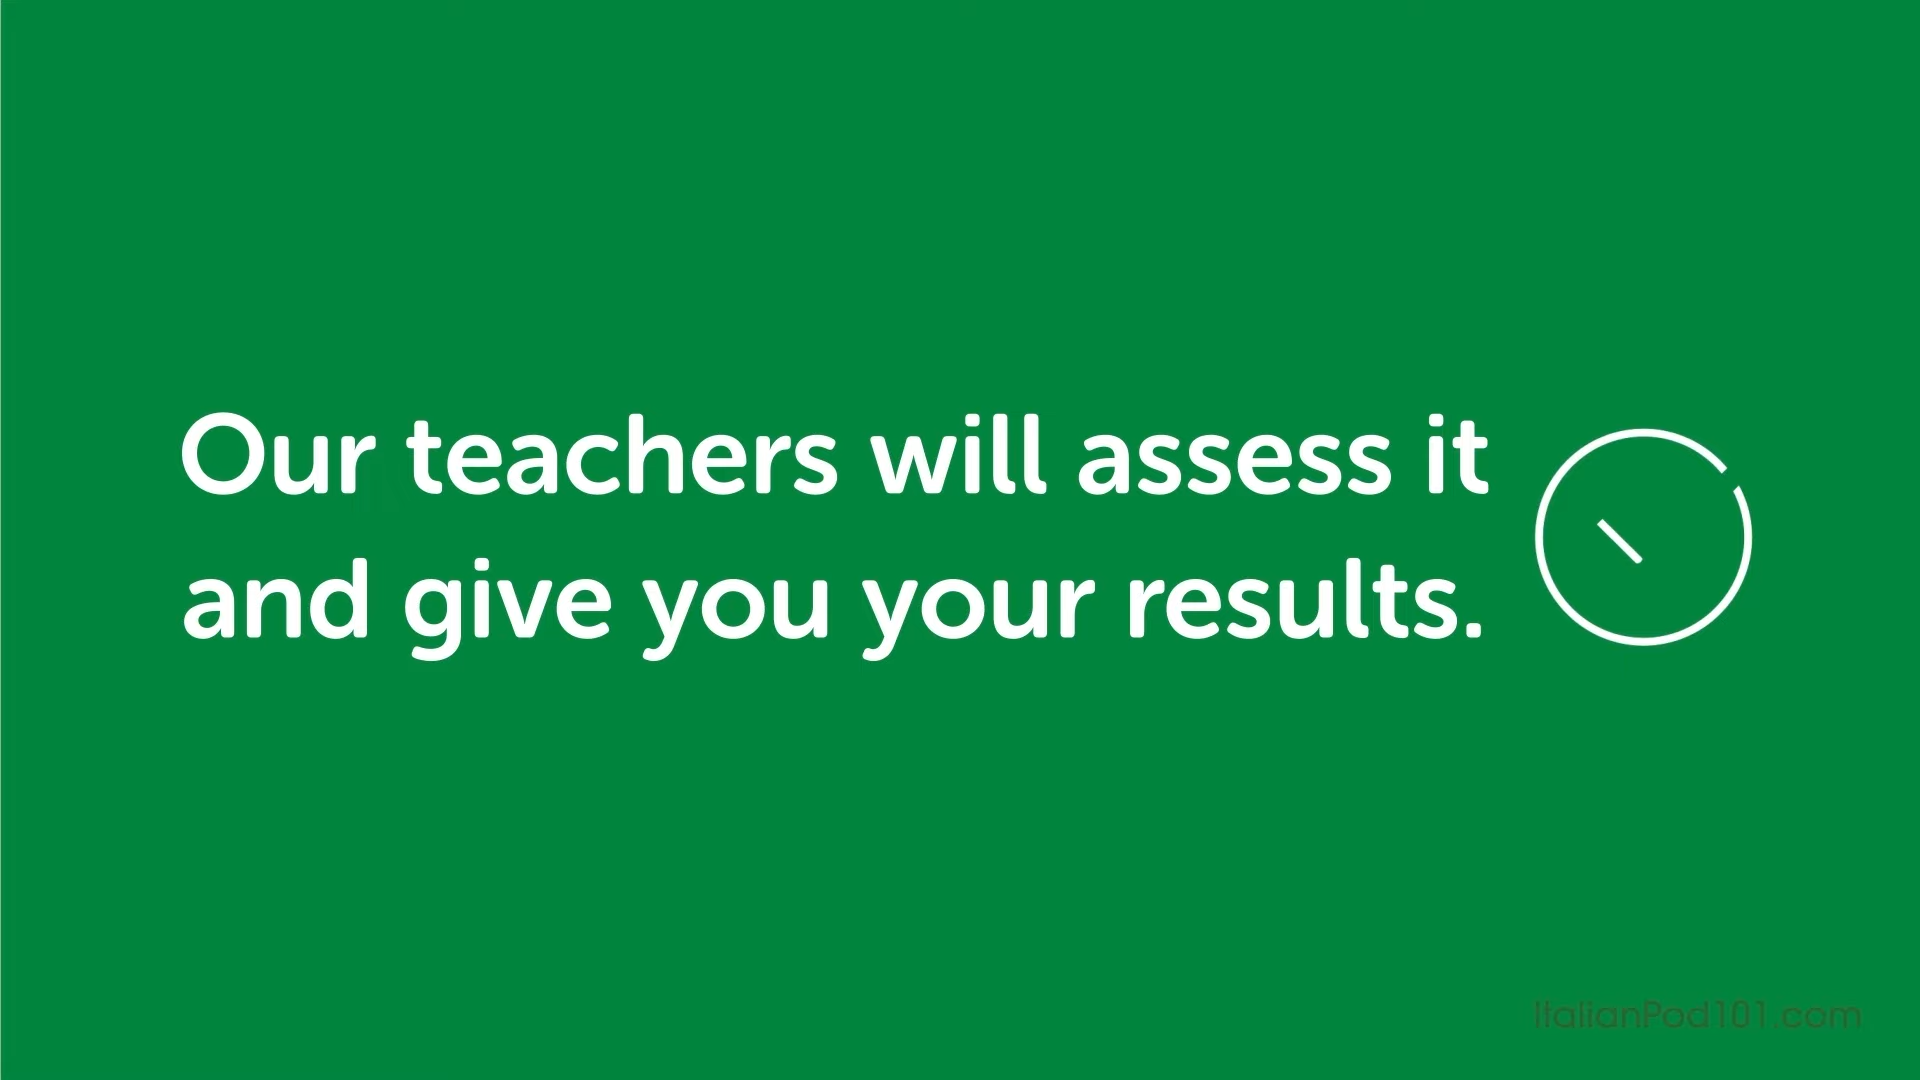 Our teachers will assess it
and give you your results.
ItalianPod101.com